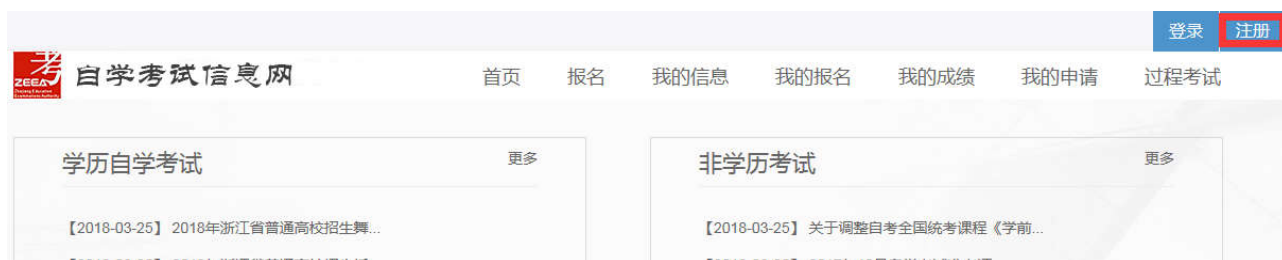 登录 注册
考
ZEEA
自学考试信息网 首页 报名 我的信息 我的报名 我的成绩 我的申请 过程考试
学历自学考试 更多
【2018-03-25】 2018年浙江省普通高校招生舞...
非学历考试 更多
【2018-03-25】 关于调整自考全国统考课程《学前...